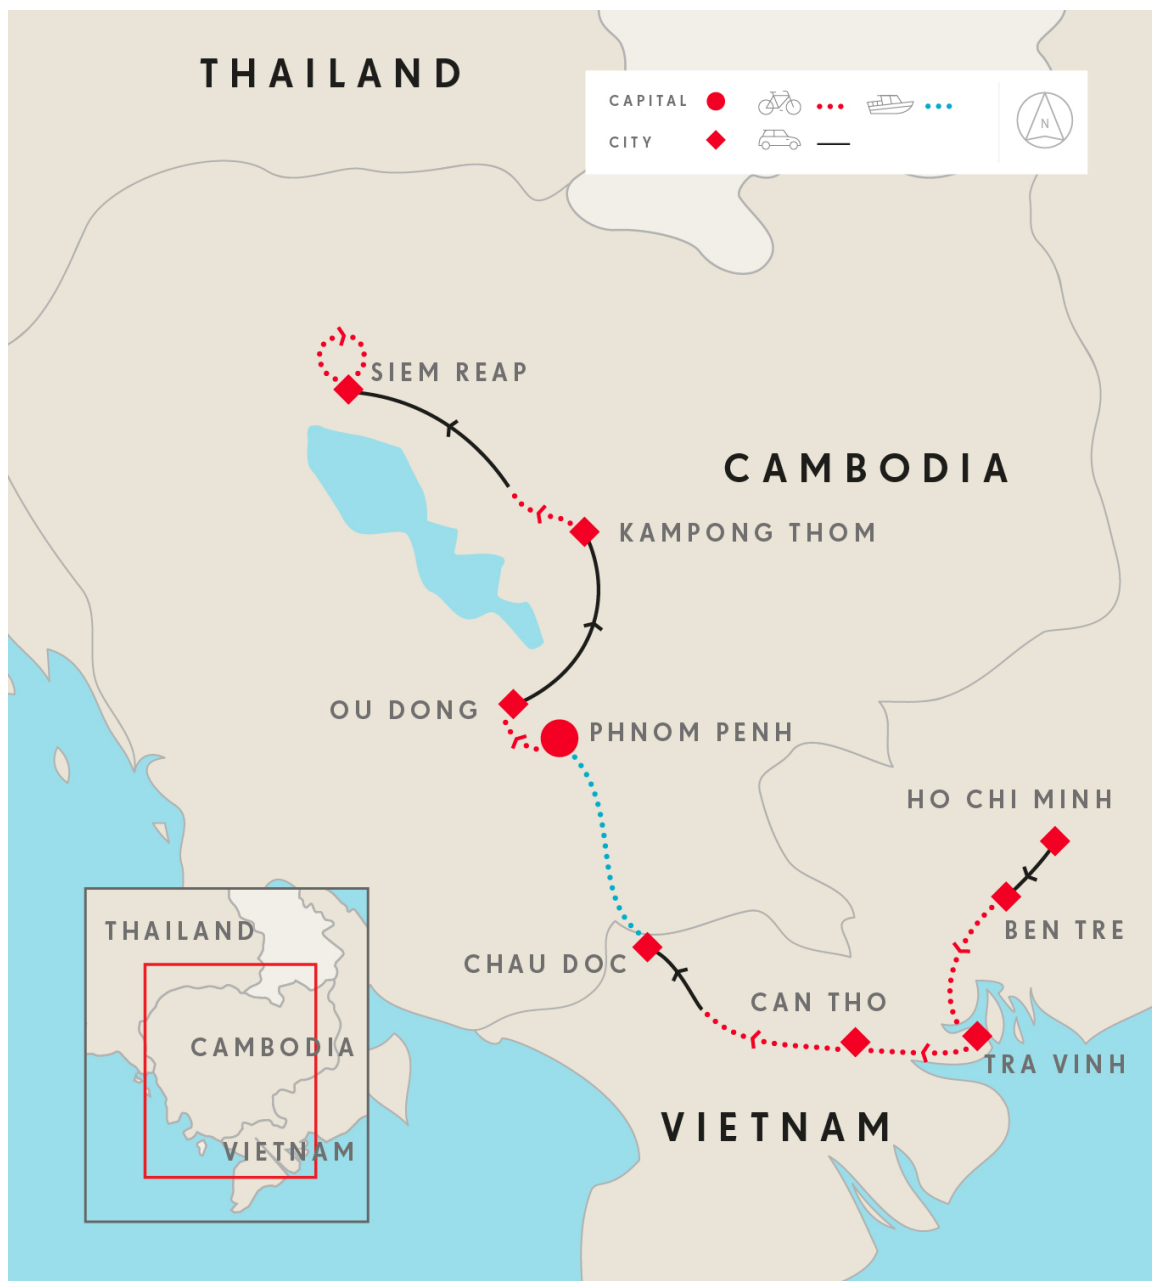 THAILAND
CAPITAL
CITY
N
SIEM REAP
CAMBODIA
KAMPONG THOM
OU DONG
PHNOM PENH
HO CHI MINH
BEN TRE
CHAU DOC
CAN THO
TRA VINH
VIETNAM
THAILAND
CAMBODIA
VIETNAM